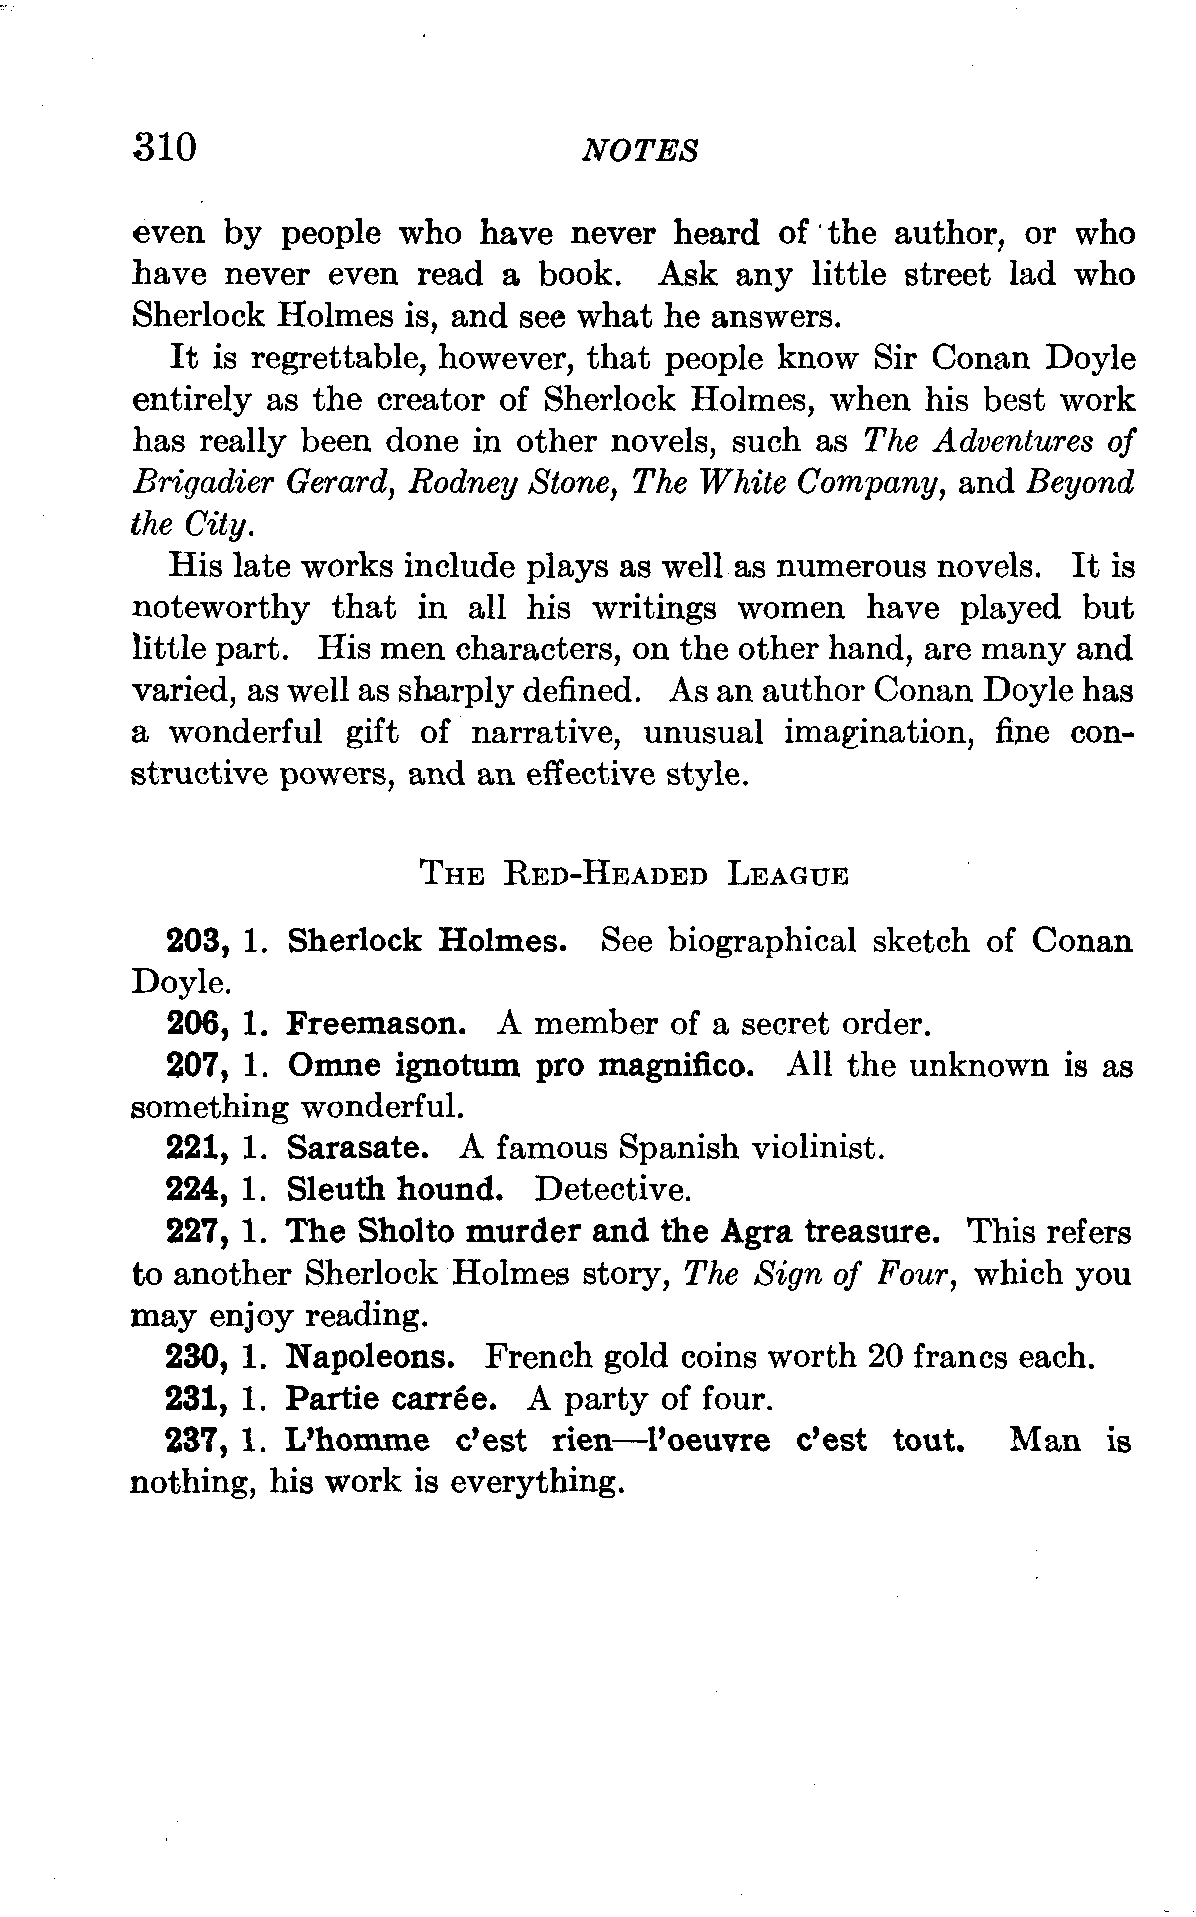 310 NOTES
even by people who have never heard of the author, or who
have never even read a book. Ask any little street lad who
Sherlock Holmes is, and see what he answers.
It is regrettable, however, that people know Sir Conan Doyle
entirely as the creator of Sherlock Holmes, when his best work
has really been done in other novels, such as The Adventures of
Brigadier Gerard, Rodney Stone, The White Company, and Beyond
the City.
His late works include plays as well as numerous novels. It is
noteworthy that in all his writings women have played but
little part. His men characters, on the other hand, are many and
varied, as well as sharply defined. As an author Conan Doyle has
a wonderful gift of narrative, unusual imagination, fine con-
structive powers, and an effective style.
THE RED-HEADED LEAGUE
203, 1. Sherlock Holmes. See biographical sketch of Conan
Doyle.
206, 1. Freemason. A member of a secret order.
207, 1. Omne ignotum pro magnifico. All the unknown is as
something wonderful.
221, 1. Sarasate. A famous Spanish violinist.
224, 1. Sleuth hound. Detective.
227, 1. The Sholto murder and the Agra treasure. This refers
to another Sherlock Holmes story, The Sign of Four, which you
may enjoy reading.
230, 1. Napoleons. French gold coins worth 20 francs each.
231, 1. Partie carrée. A party of four.
237, 1. L'homme c'est rien—l'oeuvre c'est tout. Man is
nothing, his work is everything.